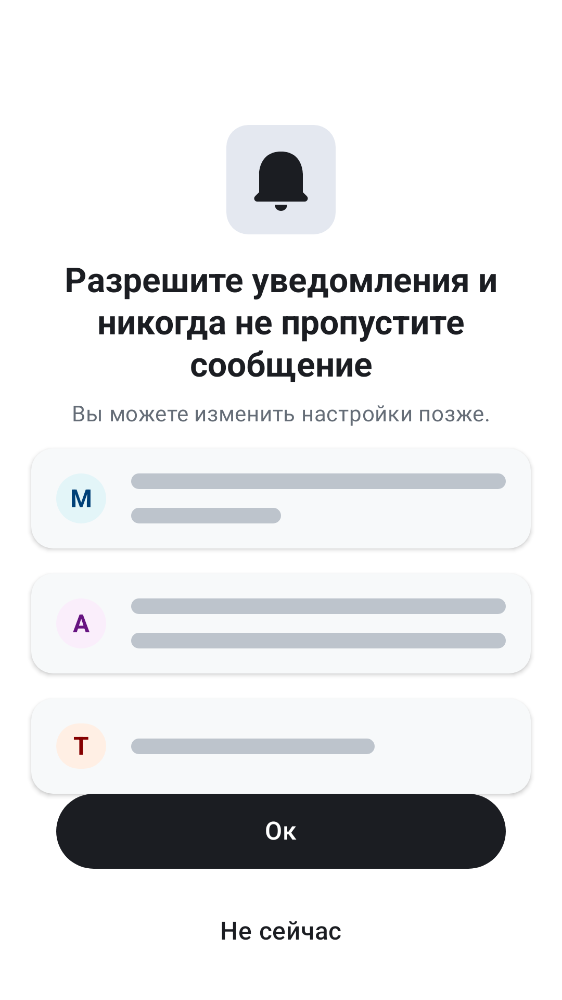 Разрешите уведомления и
никогда не пропустите
сообщение
Вы можете изменить настройки позже.
M
A
T
Ок
Не сейчас